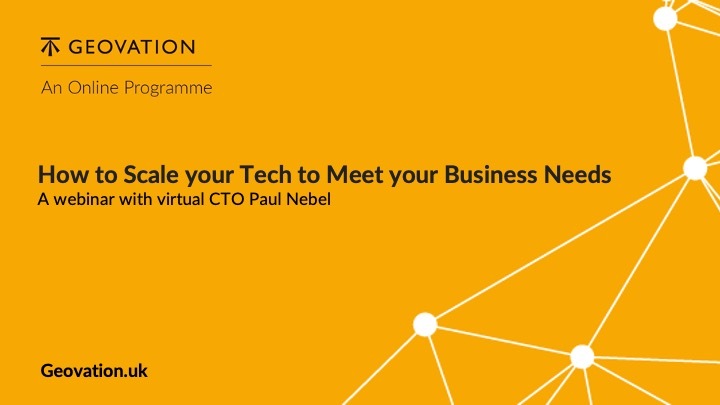 GEOVATION
An Online Programme
How to Scale your Tech to Meet your Business Needs
A webinar with virtual CTO Paul Nebel
Geovation.uk